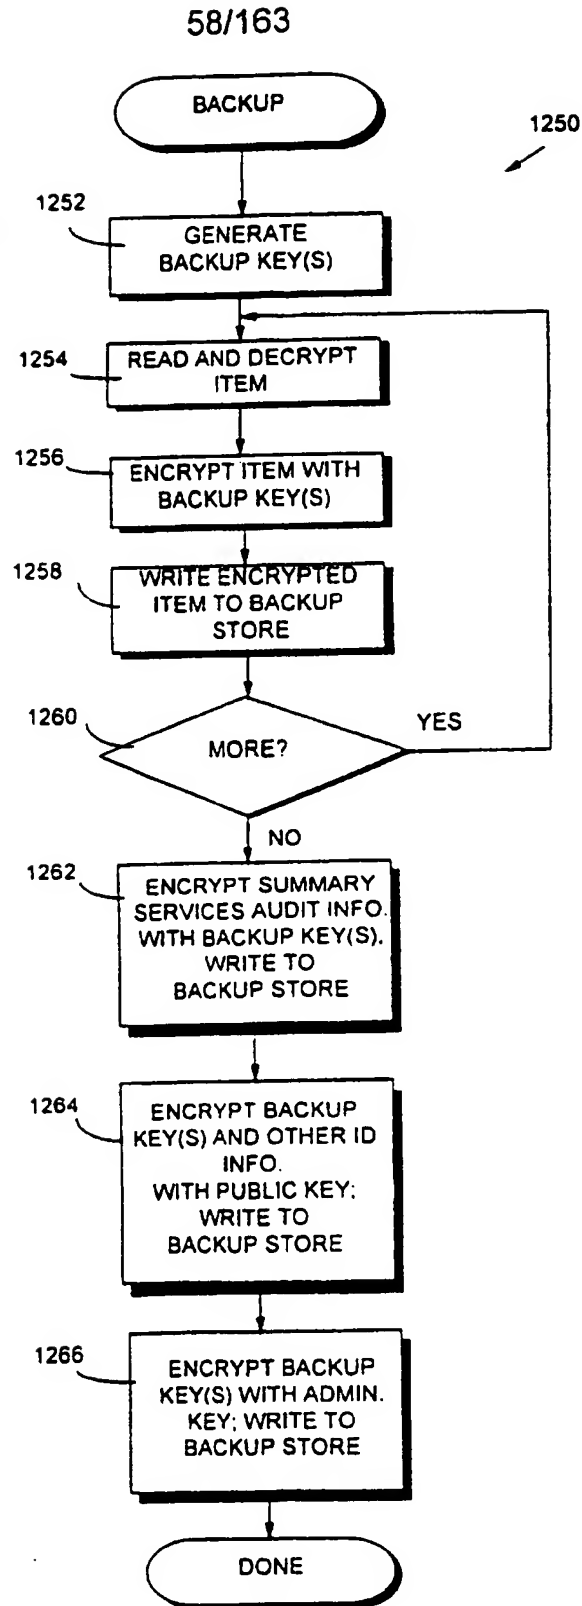 58/163
BACKUP
1250
1252
GENERATE
BACKUP KEY(S)
1254
READ AND DECRYPT
ITEM
1256
ENCRYPT ITEM WITH
BACKUP KEY(S)
1258
WRITE ENCRYPTED
ITEM TO BACKUP
STORE
1260
MORE?
YES
NO
1262
ENCRYPT SUMMARY
SERVICES AUDIT INFO.
WITH BACKUP KEY(S).
WRITE TO
BACKUP STORE
1264
ENCRYPT BACKUP
KEY(S) AND OTHER ID
INFO.
WITH PUBLIC KEY;
WRITE TO
BACKUP STORE
1266
ENCRYPT BACKUP
KEY(S) WITH ADMIN.
KEY; WRITE TO
BACKUP STORE
DONE